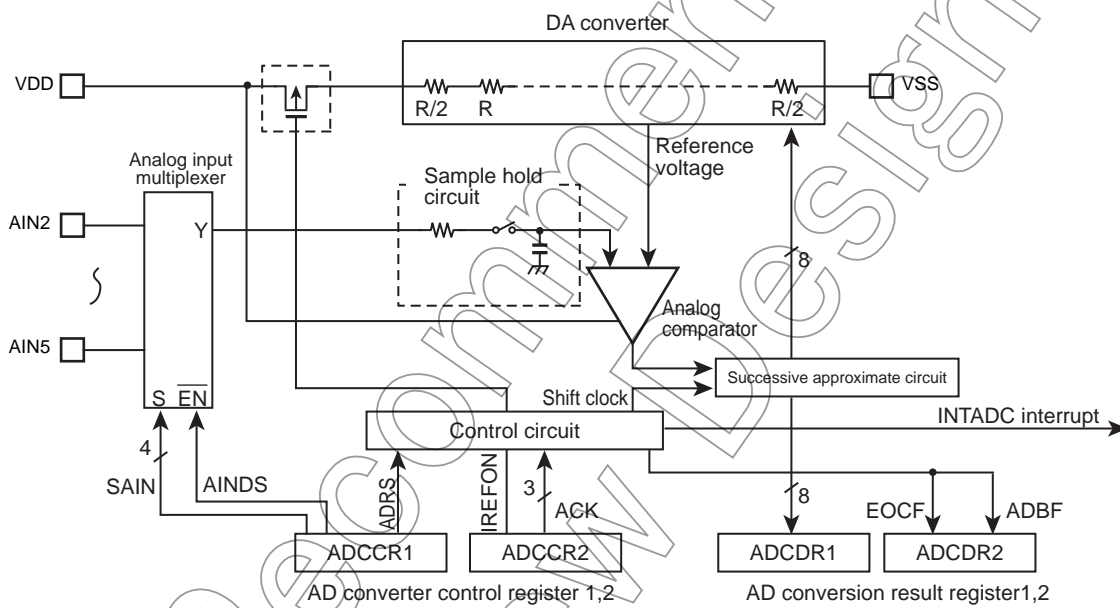 DA converter
VDD
R/2
R
R/2
VSS
Reference
voltage
Analog input
multiplexer
Sample hold
circuit
AIN2
Y
8
Analog
comparator
AIN5
S
EN
Successive approximate circuit
Shift clock
Control circuit
INTADC interrupt
4
SAIN
AINDS
ADRS
IREFON
3
ACK
8
EOCF
ADBF
ADCCR1
ADCCR2
ADCDR1
ADCDR2
AD converter control register 1,2
AD conversion result register1,2